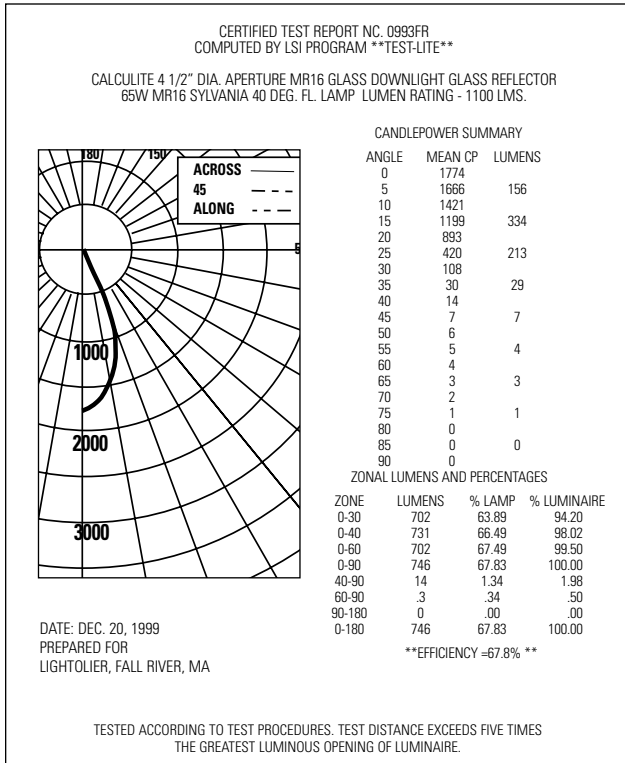 CERTIFIED TEST REPORT NC. 0993FR
COMPUTED BY LSI PROGRAM **TEST-LITE**
CALCULITE 4 1/2" DIA. APERTURE MR16 GLASS DOWNLIGHT GLASS REFLECTOR
65W MR16 SYLVANIA 40 DEG. FL. LAMP LUMEN RATING - 1100 LMS.
180 150
ACROSS
45
ALONG
1000
2000
3000
CANDLEPOWER SUMMARY
ANGLE MEAN CP LUMENS
0 1774
5 1666 156
10 1421
15 1199 334
20 893
25 420 213
30 108
35 30 29
40 14
45 7 7
50 6
55 5 4
60 4
65 3 3
70 2
75 1 1
80 0
85 0 0
90 0
ZONAL LUMENS AND PERCENTAGES
ZONE LUMENS % LAMP % LUMINAIRE
0-30 702 63.89 94.20
0-40 731 66.49 98.02
0-60 702 67.49 99.50
0-90 746 67.83 100.00
40-90 14 1.34 1.98
60-90 .3 .34 .50
90-180 0 .00 .00
0-180 746 67.83 100.00
**EFFICIENCY =67.8% **
DATE: DEC. 20, 1999
PREPARED FOR
LIGHTOLIER, FALL RIVER, MA
TESTED ACCORDING TO TEST PROCEDURES. TEST DISTANCE EXCEEDS FIVE TIMES
THE GREATEST LUMINOUS OPENING OF LUMINAIRE.